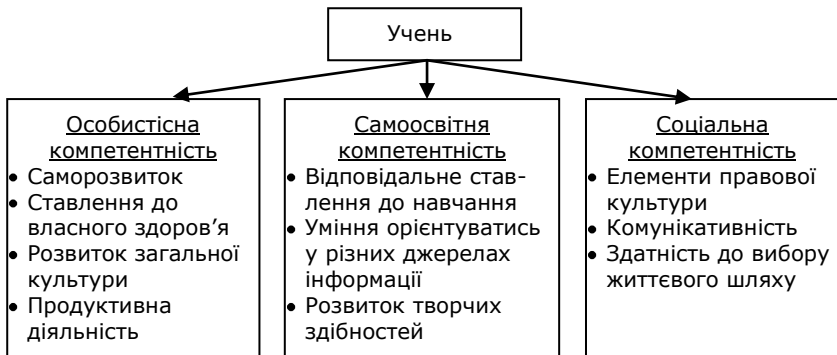 Учень
Особистісна
компетентність
• Саморозвиток
• Ставлення до
власного здоров’я
• Розвиток загальної
культури
• Продуктивна
діяльність
Самоосвітня
компетентність
• Відповідальне став-
лення до навчання
• Уміння орієнтуватись
у різних джерелах
інформації
• Розвиток творчих
здібностей
Соціальна
компетентність
• Елементи правової
культури
• Комунікативність
• Здатність до вибору
життєвого шляху